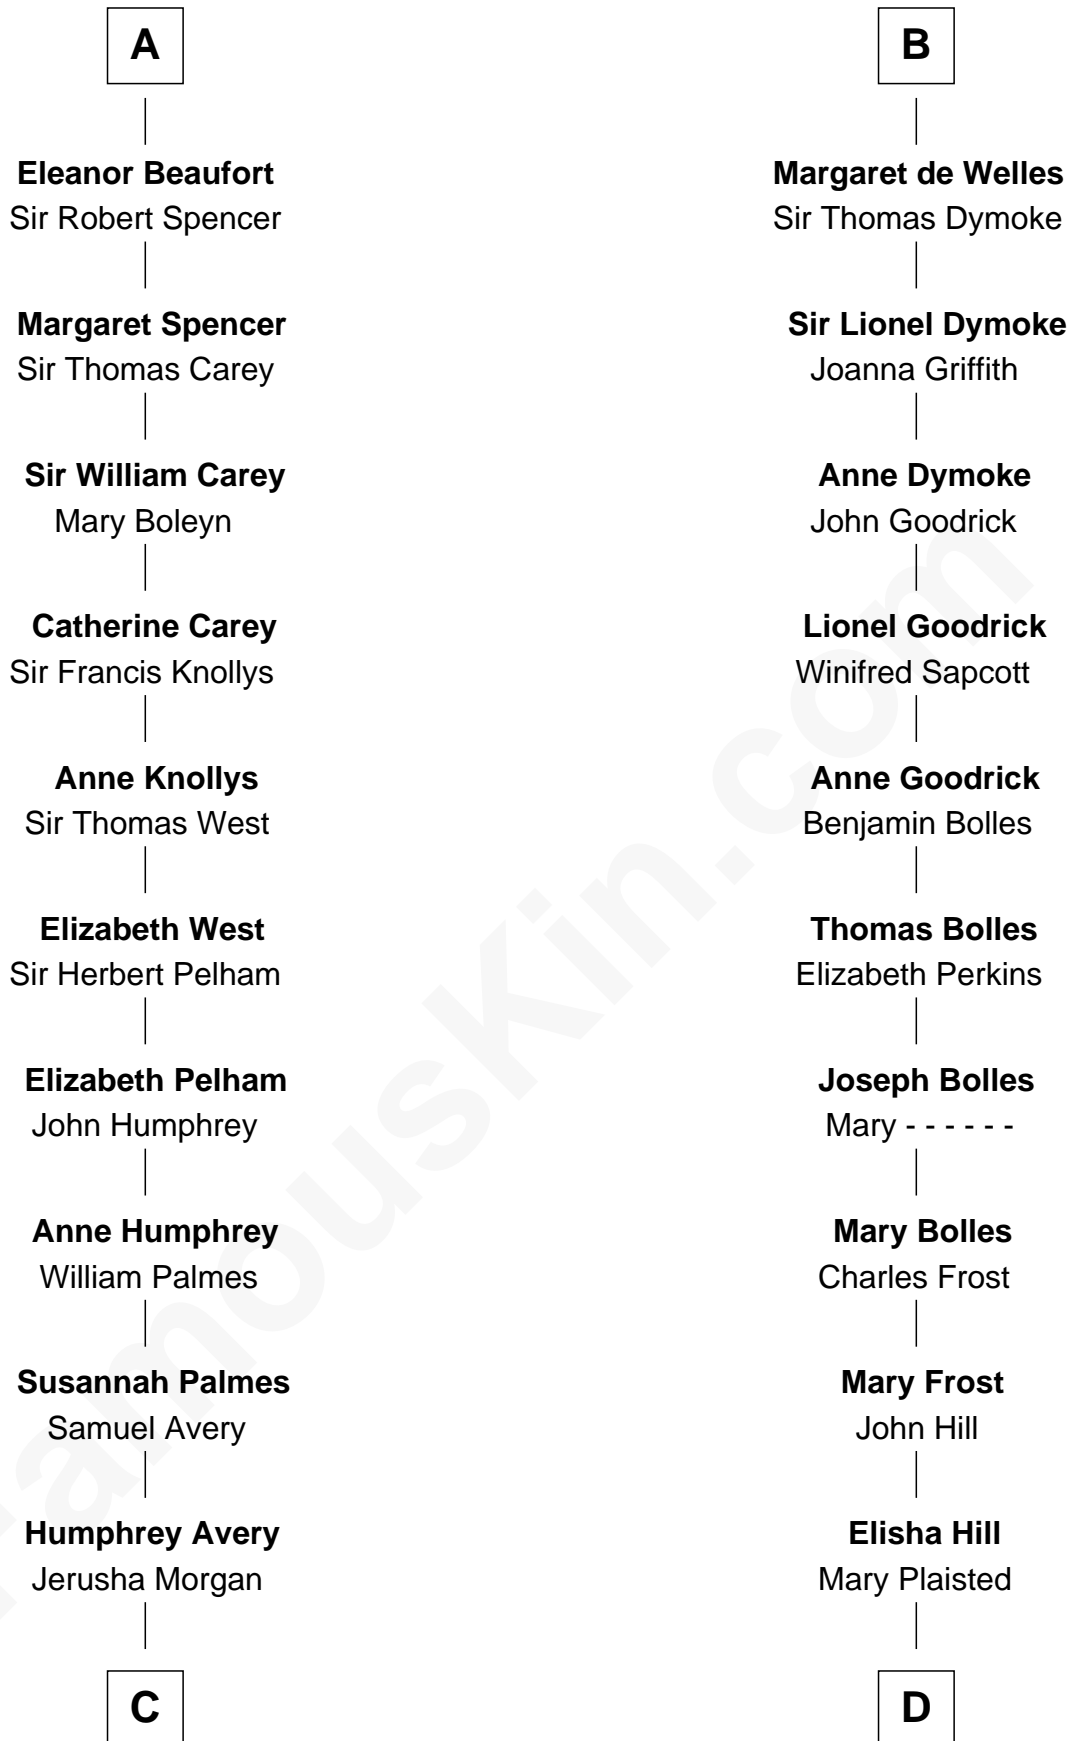 A
Eleanor Beaufort
Sir Robert Spencer
Margaret Spencer
Sir Thomas Carey
Sir William Carey
Mary Boleyn
Catherine Carey
Sir Francis Knollys
Anne Knollys
Sir Thomas West
Elizabeth West
Sir Herbert Pelham
Elizabeth Pelham
John Humphrey
Anne Humphrey
William Palmes
Susannah Palmes
Samuel Avery
Humphrey Avery
Jerusha Morgan
C
B
Margaret de Welles
Sir Thomas Dymoke
Sir Lionel Dymoke
Joanna Griffith
Anne Dymoke
John Goodrick
Lionel Goodrick
Winifred Sapcott
Anne Goodrick
Benjamin Bolles
Thomas Bolles
Elizabeth Perkins
Joseph Bolles
Mary - - - - - -
Mary Bolles
Charles Frost
Mary Frost
John Hill
Elisha Hill
Mary Plaisted
D
FamousKin.com